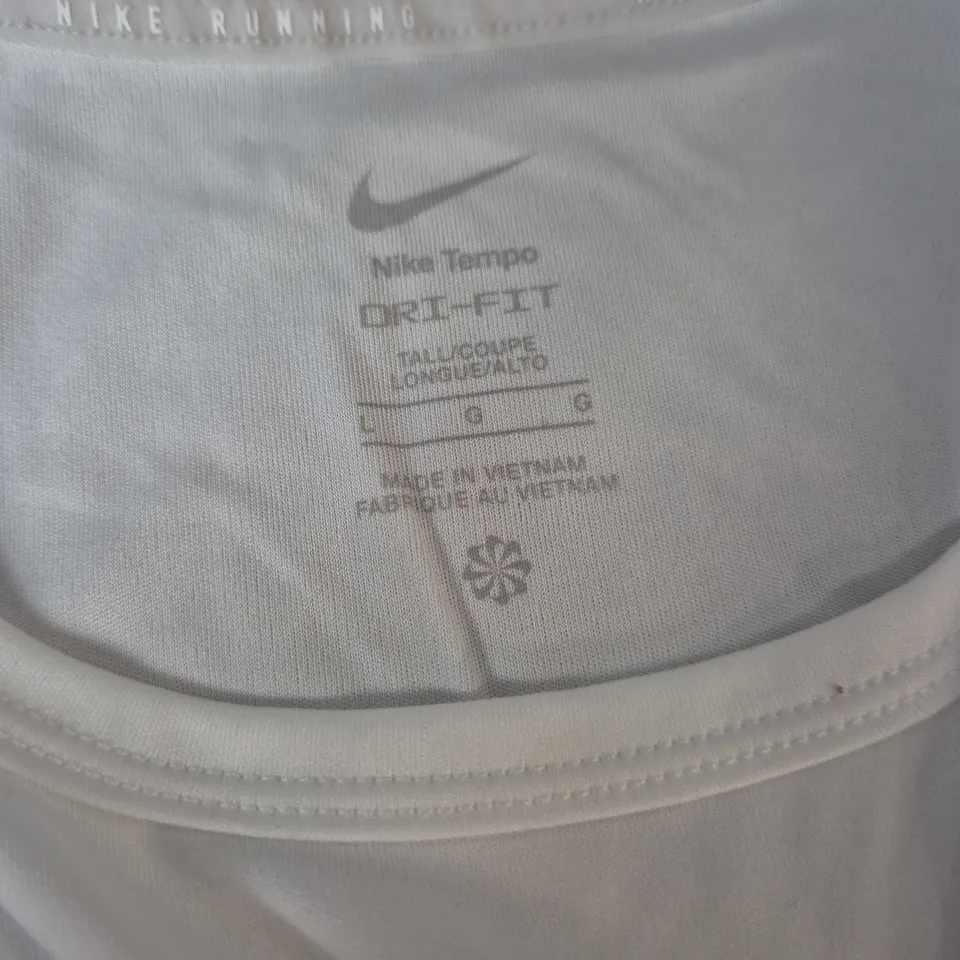 NIKE RUNNING
Nike Tempo
DRI-FIT
TALL/COUPE
LONGUE/ALTO
L G G
MADE IN VIETNAM
FABRIQUE AU VIETNAM